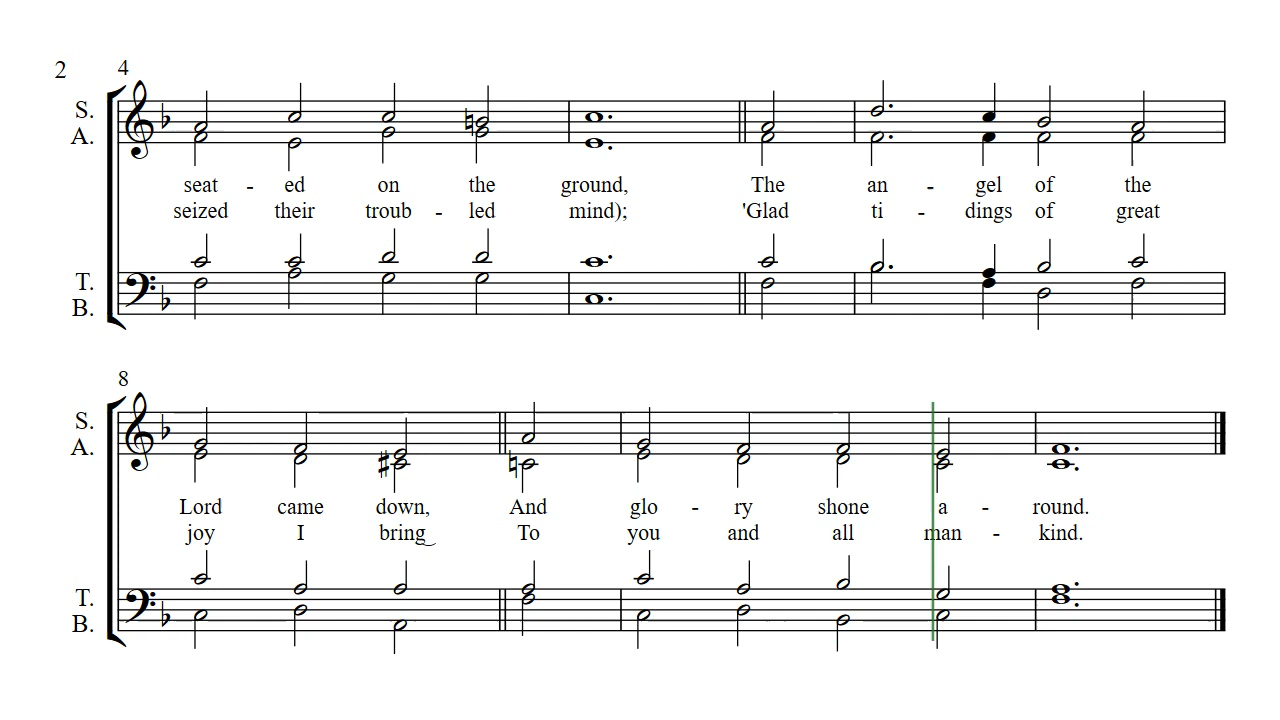 2 4
S.
A.
seat - ed on the ground, The an - gel of the
seized their troub - led mind); 'Glad ti - dings of great
T.
B.
8
S.
A.
Lord came down, And glo - ry shone a - round.
joy I bring To you and all man - kind.
T.
B.